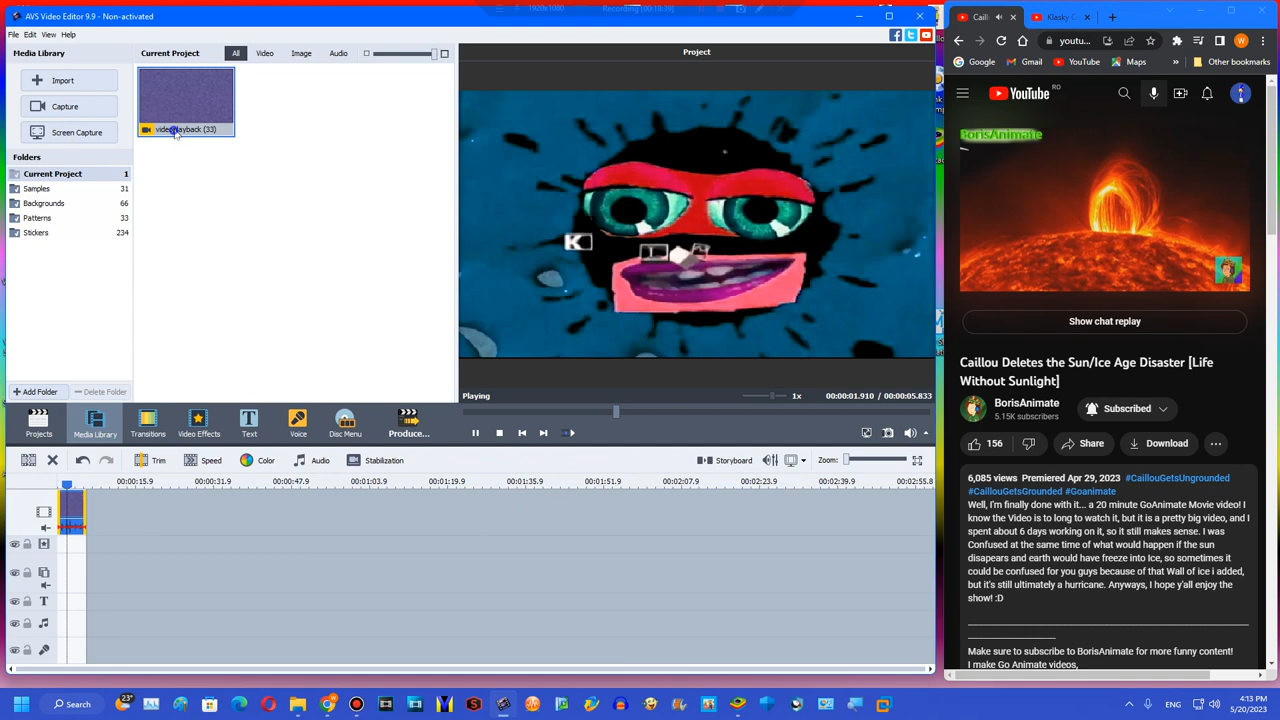 AVS Video Editor 9.9 - Non-activated
1920x1080 Recording [00:18:39]
File Edit View Help
Media Library
Import
Capture
Screen Capture
Folders
Current Project 1
Samples 31
Backgrounds 66
Patterns 33
Stickers 234
Add Folder Delete Folder
Current Project All Video Image Audio
Project
K
Playing 1x 00:00:01.910 / 00:00:05.833
Projects Media Library Transitions Video Effects Text Voice Disc Menu Produce...
Trim Speed Color Audio Stabilization Storyboard Zoom:
00:00:15.9 00:00:31.9 00:00:47.9 00:01:03.9 00:01:19.9 00:01:35.9 00:01:51.9 00:02:07.9 00:02:23.9 00:02:39.9 00:02:55.8
T
Caill
Klasky C
youtu...
W
Google Gmail YouTube Maps » Other bookmarks
YouTube RO
BorisAnimate
Show chat replay
Caillou Deletes the Sun/Ice Age Disaster [Life
Without Sunlight]
BorisAnimate
5.15K subscribers
Subscribed
156 Share Download
6,085 views Premiered Apr 29, 2023 #CaillouGetsUngrounded
#CaillouGetsGrounded #Goanimate
Well, I'm finally done with it... a 20 minute GoAnimate Movie video! I
know the Video is to long to watch it, but it is a pretty big video, and I
spent about 6 days working on it, so it still makes sense. I was
Confused at the same time of what would happen if the sun
disapears and earth would have freeze into Ice, so sometimes it
could be confused for you guys because of that Wall of ice i added,
but it's still ultimately a hurricane. Anyways, I hope y'all enjoy the
show! :D
Make sure to subscribe to BorisAnimate for more funny content!
I make Go Animate videos,
Search
23°
ENG
4:13 PM
5/20/2023